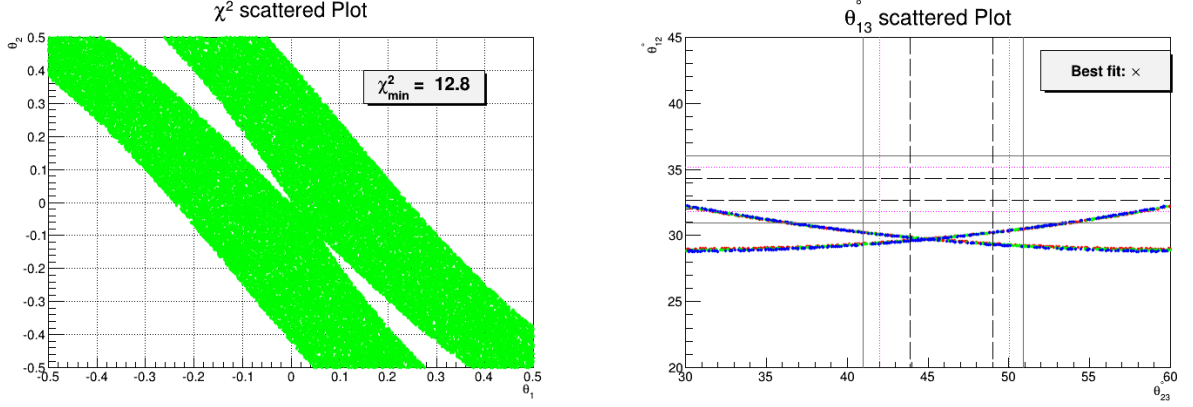 χ² scattered Plot
θ₂
0.5
0.4
0.3
0.2
0.1
0
-0.1
-0.2
-0.3
-0.4
-0.5
χ²min = 12.8
-0.5 -0.4 -0.3 -0.2 -0.1 0 0.1 0.2 0.3 0.4 0.5
θ₁
θ°₁₃ scattered Plot
θ°₁₂
45
40
35
30
25
20
Best fit: ×
30 35 40 45 50 55 60
θ°₂₃